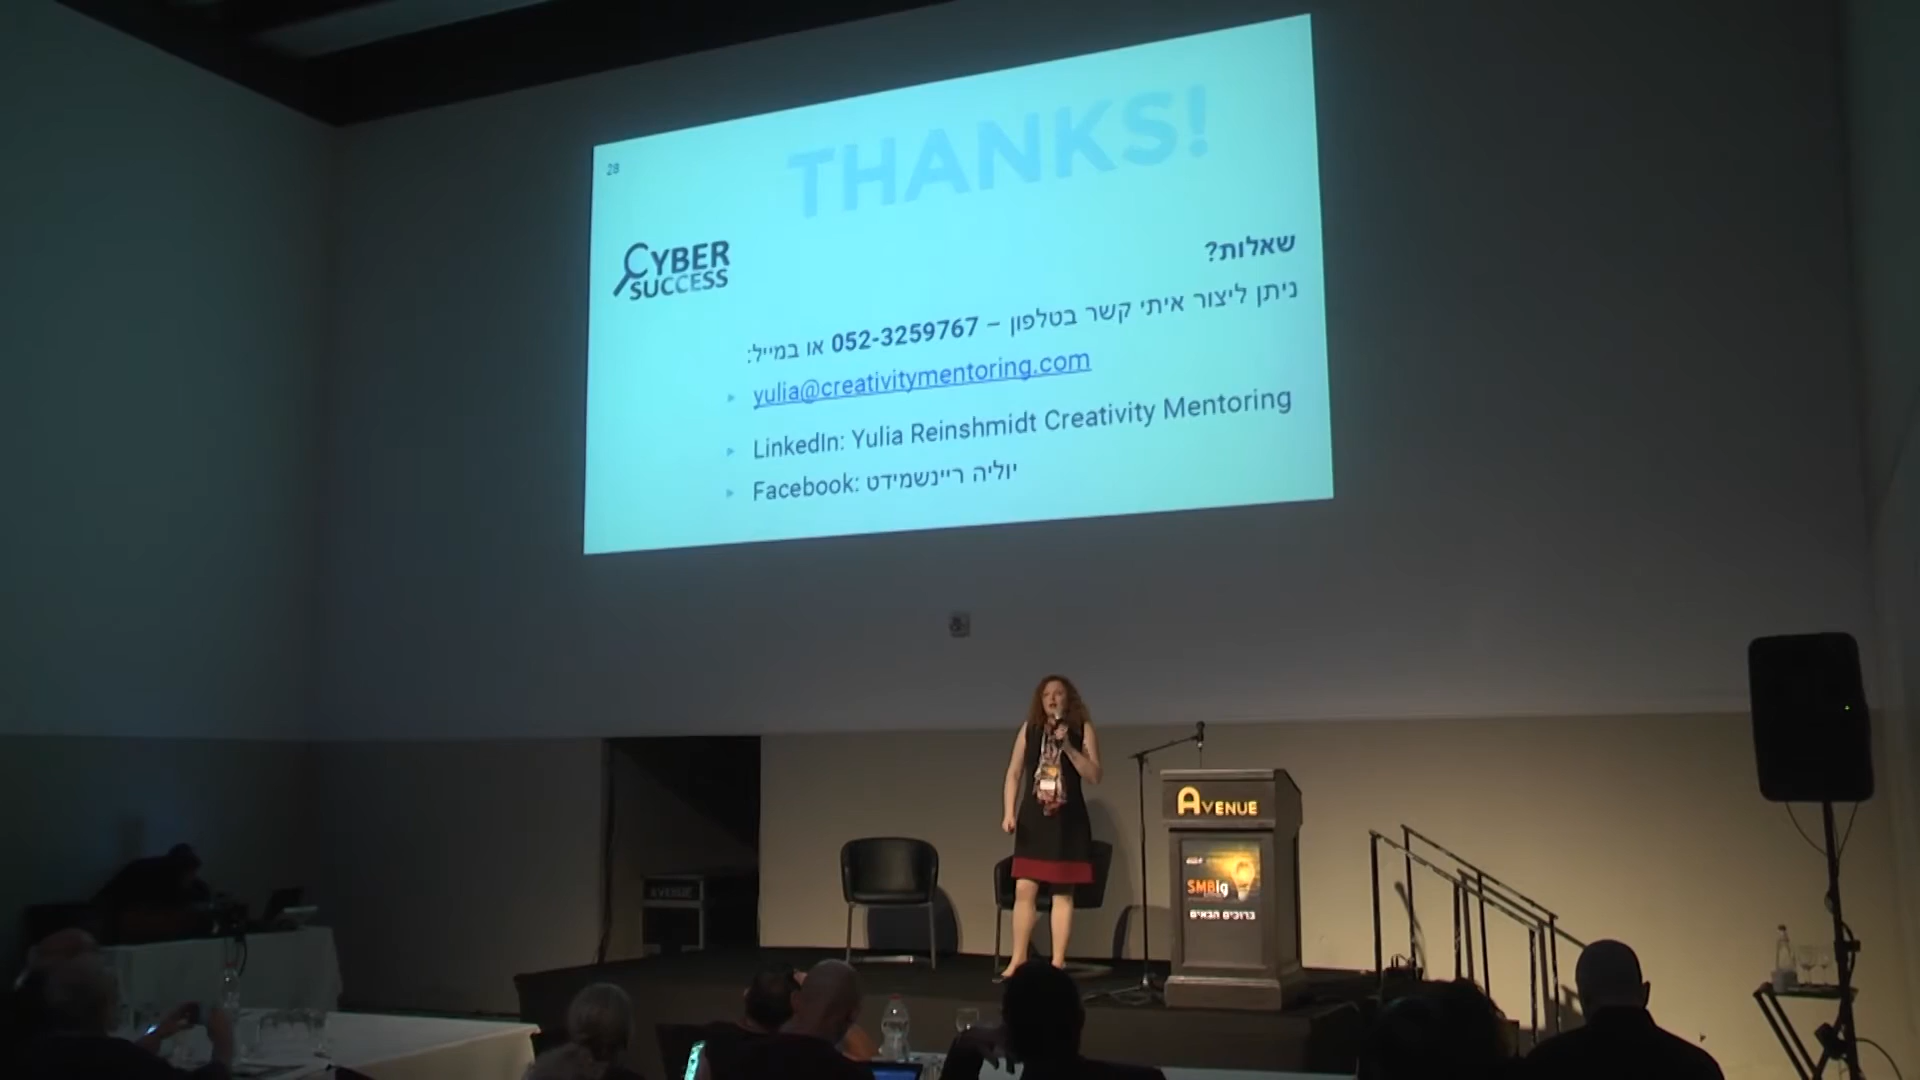 28
THANKS!
CYBER
SUCCESS
שאלות?
ניתן ליצור איתי קשר בטלפון – 052-3259767 או במייל:
yulia@creativitymentoring.com
LinkedIn: Yulia Reinshmidt Creativity Mentoring
Facebook: יוליה ריינשמידט
AVENUE
SMBig
ברוכים הבאים
AVENUE